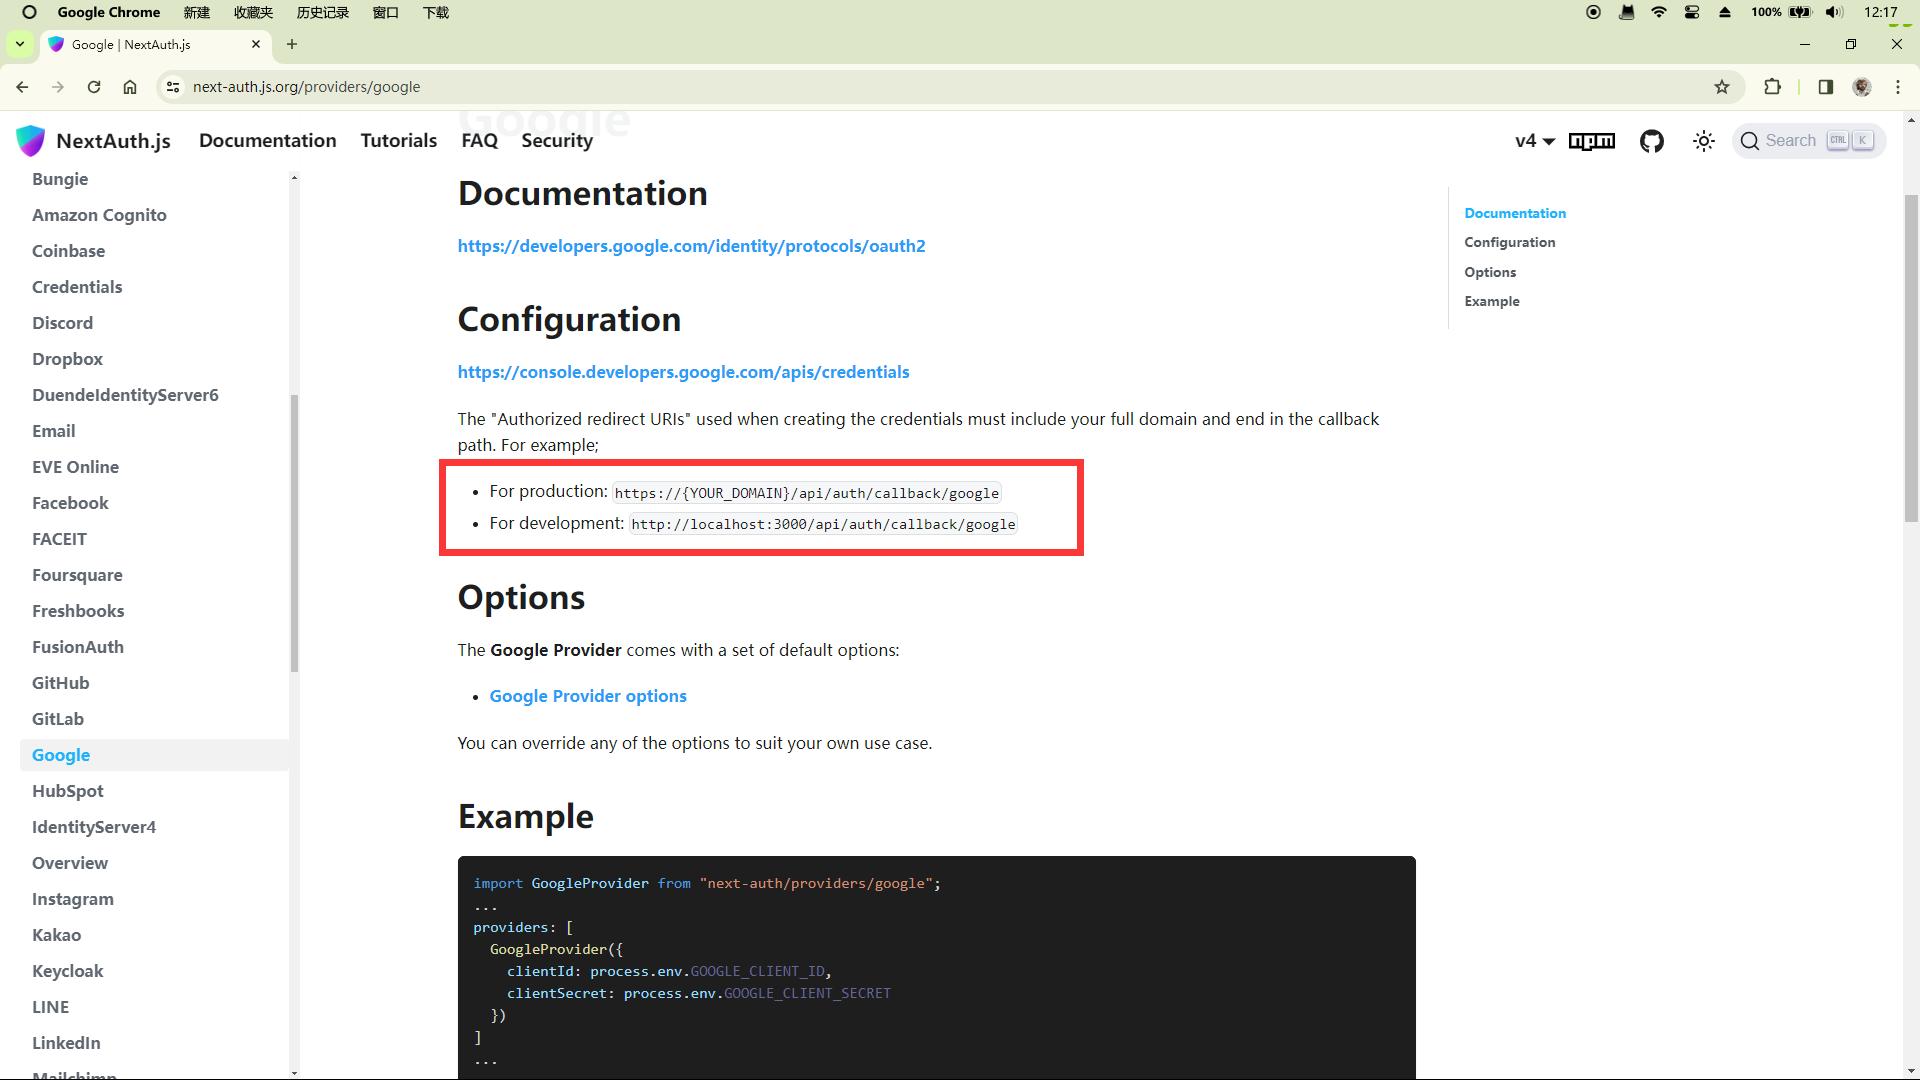 Google Chrome 新建 收藏夹 历史记录 窗口 下载 100% 12:17
Google | NextAuth.js
next-auth.js.org/providers/google
Google
NextAuth.js Documentation Tutorials FAQ Security v4 npm Search CTRL K
Bungie
Amazon Cognito
Coinbase
Credentials
Discord
Dropbox
DuendeIdentityServer6
Email
EVE Online
Facebook
FACEIT
Foursquare
Freshbooks
FusionAuth
GitHub
GitLab
Google
HubSpot
IdentityServer4
Overview
Instagram
Kakao
Keycloak
LINE
LinkedIn
Mailchimp
Documentation
https://developers.google.com/identity/protocols/oauth2
Configuration
https://console.developers.google.com/apis/credentials
The "Authorized redirect URIs" used when creating the credentials must include your full domain and end in the callback
path. For example;
For production: https://{YOUR_DOMAIN}/api/auth/callback/google
For development: http://localhost:3000/api/auth/callback/google
Options
The Google Provider comes with a set of default options:
Google Provider options
You can override any of the options to suit your own use case.
Example
import GoogleProvider from "next-auth/providers/google";
...
providers: [
GoogleProvider({
clientId: process.env.GOOGLE_CLIENT_ID,
clientSecret: process.env.GOOGLE_CLIENT_SECRET
})
]
...
Documentation
Configuration
Options
Example